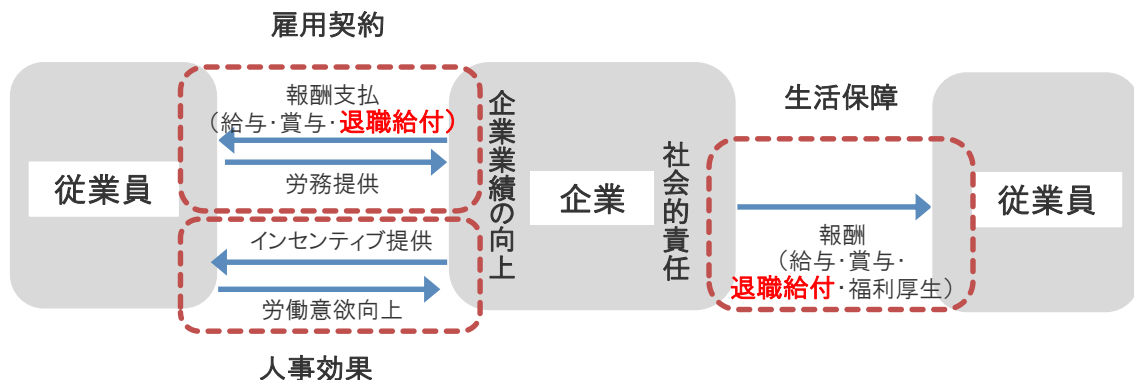 雇用契約
報酬支払
（給与・賞与・退職給付）
労務提供
従業員
インセンティブ提供
労働意欲向上
人事効果
企業業績の向上
企業
社会的責任
生活保障
報酬
（給与・賞与・
退職給付・福利厚生）
従業員